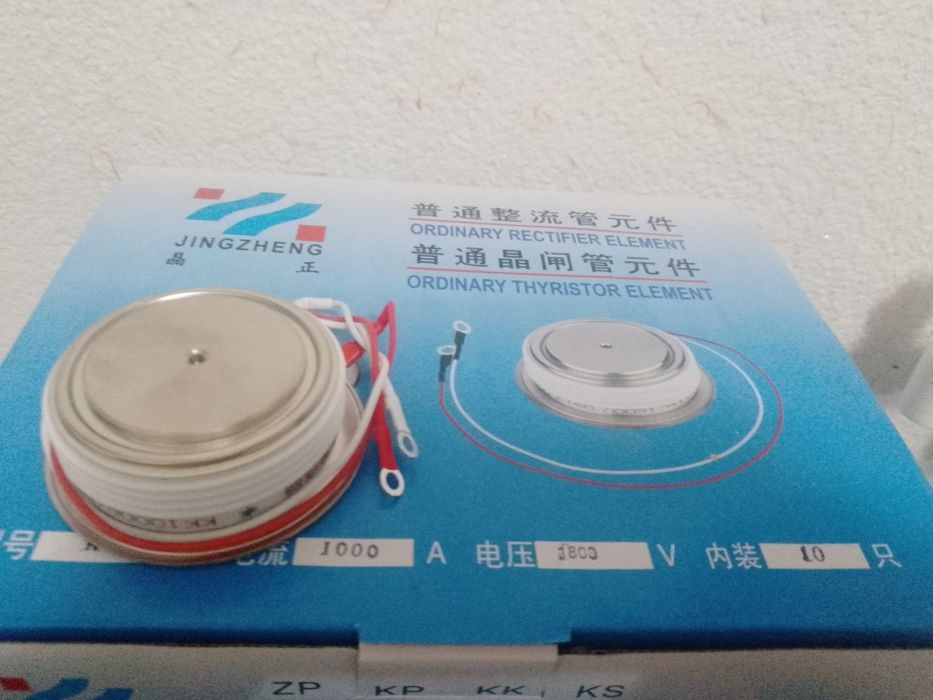 JINGZHENG
晶 正
普通整流管元件
ORDINARY RECTIFIER ELEMENT
普通晶闸管元件
ORDINARY THYRISTOR ELEMENT
号 流 1000 A 电压 1800 V 内装 10 只
ZP KP KK KS